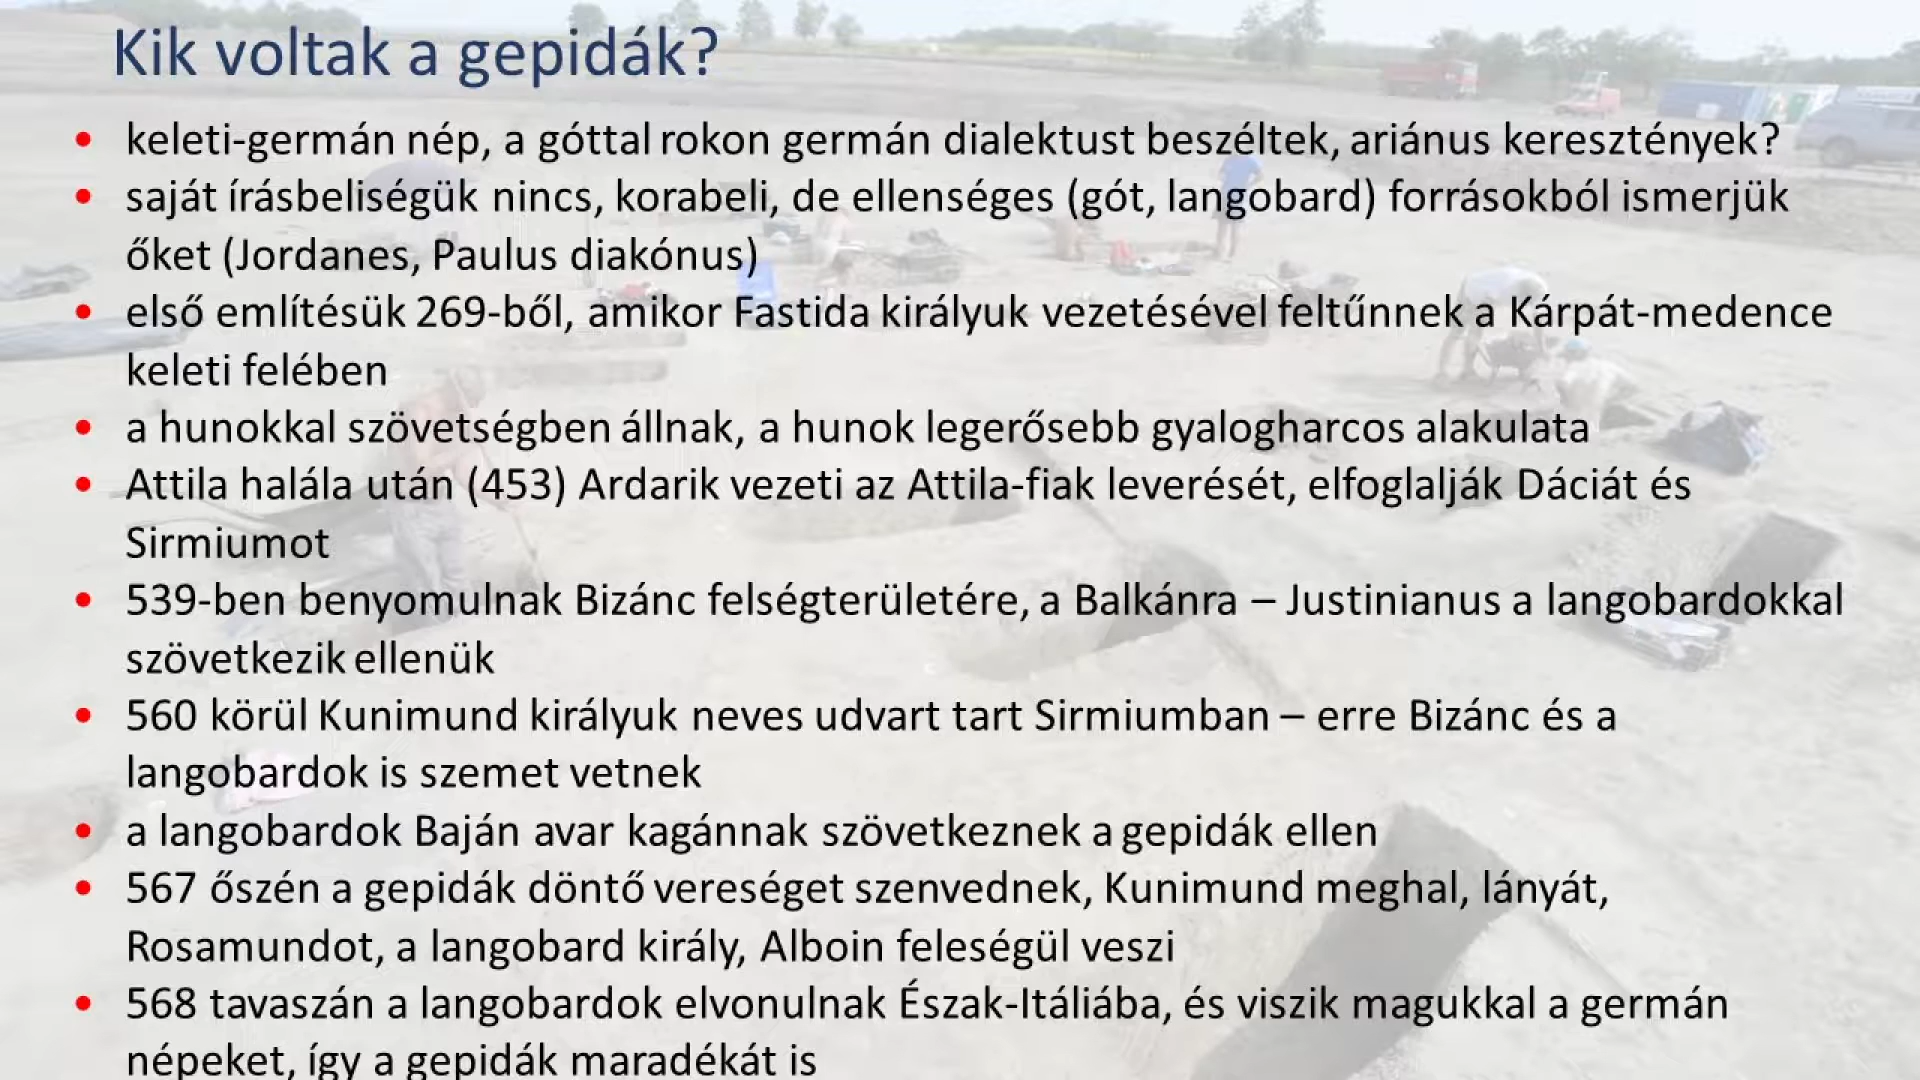 Kik voltak a gepidák?
• keleti-germán nép, a góttal rokon germán dialektust beszéltek, ariánus keresztények?
• saját írásbeliségük nincs, korabeli, de ellenséges (gót, langobard) forrásokból ismerjük
őket (Jordanes, Paulus diakónus)
• első említésük 269-ből, amikor Fastida királyuk vezetésével feltűnnek a Kárpát-medence
keleti felében
• a hunokkal szövetségben állnak, a hunok legerősebb gyalogharcos alakulata
• Attila halála után (453) Ardarik vezeti az Attila-fiak leverését, elfoglalják Dáciát és
Sirmiumot
• 539-ben benyomulnak Bizánc felségterületére, a Balkánra – Justinianus a langobardokkal
szövetkezik ellenük
• 560 körül Kunimund királyuk neves udvart tart Sirmiumban – erre Bizánc és a
langobardok is szemet vetnek
• a langobardok Baján avar kagánnak szövetkeznek a gepidák ellen
• 567 őszén a gepidák döntő vereséget szenvednek, Kunimund meghal, lányát,
Rosamundot, a langobard király, Alboin feleségül veszi
• 568 tavaszán a langobardok elvonulnak Észak-Itáliába, és viszik magukkal a germán
népeket, így a gepidák maradékát is